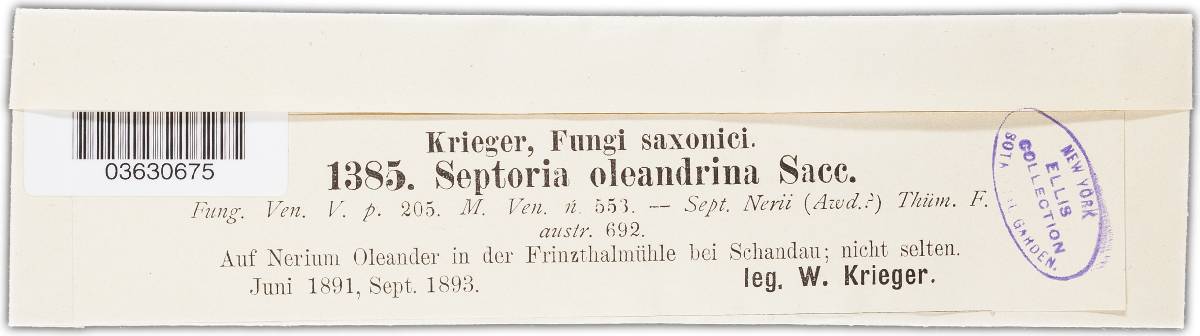 Krieger, Fungi saxonici.
1385. Septoria oleandrina Sacc.
Fung. Ven. V. p. 205. M. Ven. n. 553. — Sept. Nerii (Awd.?) Thüm. F.
austr. 692.
Auf Nerium Oleander in der Frinzthalmühle bei Schandau; nicht selten.
Juni 1891, Sept. 1893.
leg. W. Krieger.
03630675
NEW YORK
ELLIS
COLLECTION
GARDEN.